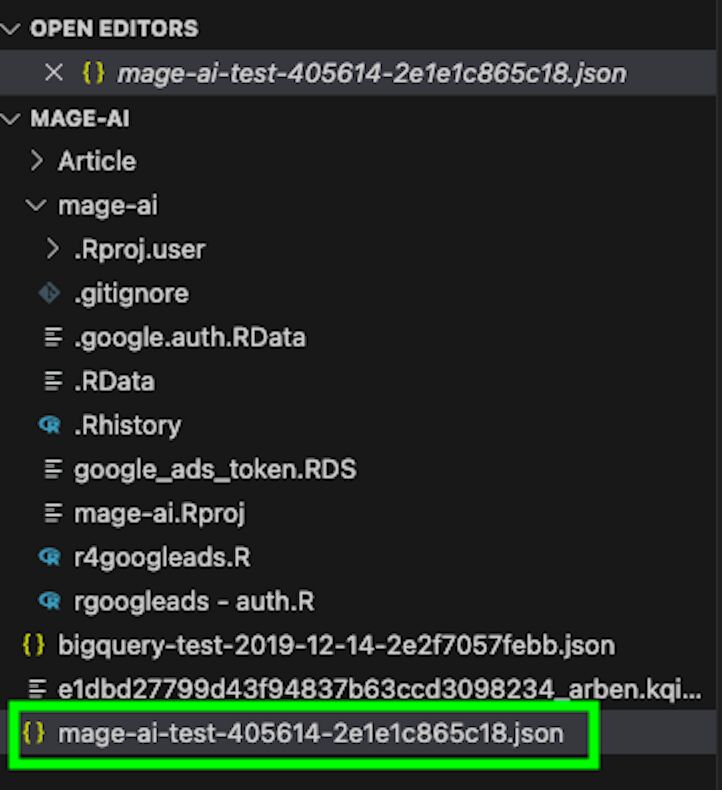 OPEN EDITORS
mage-ai-test-405614-2e1e1c865c18.json
MAGE-AI
Article
mage-ai
.Rproj.user
.gitignore
.google.auth.RData
.RData
.Rhistory
google_ads_token.RDS
mage-ai.Rproj
r4googleads.R
rgoogleads - auth.R
bigquery-test-2019-12-14-2e2f7057febb.json
e1dbd27799d43f94837b63ccd3098234_arben.kqi...
mage-ai-test-405614-2e1e1c865c18.json